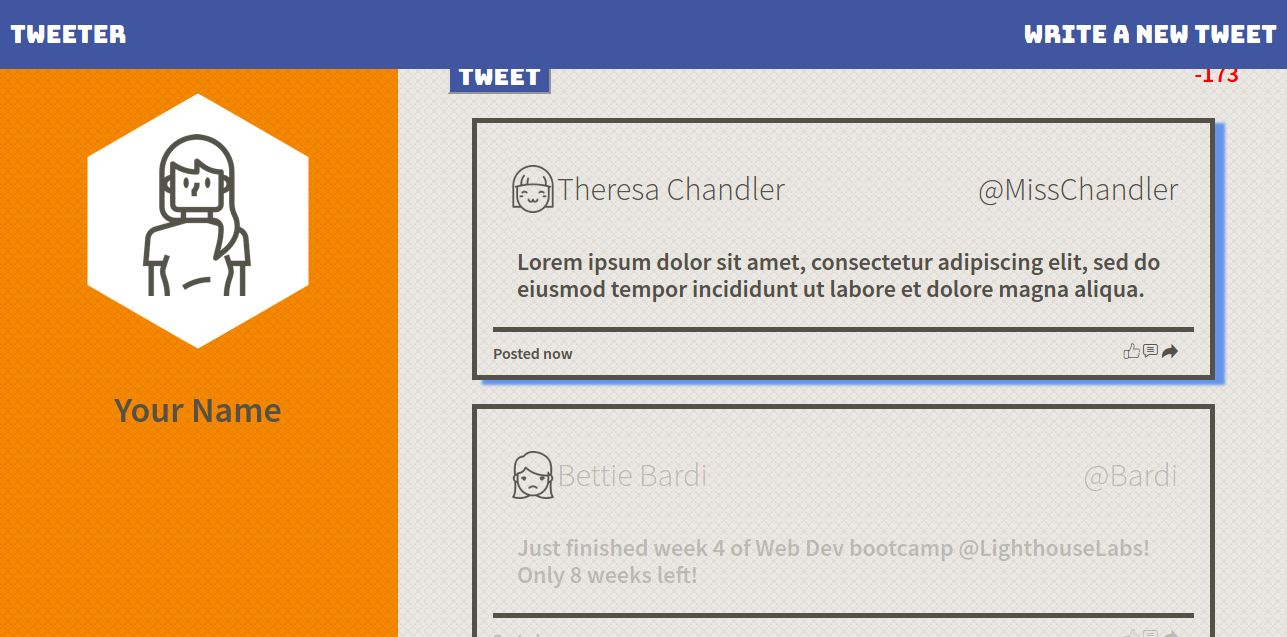 TWEETER
WRITE A NEW TWEET
TWEET
-173
Theresa Chandler
@MissChandler
Lorem ipsum dolor sit amet, consectetur adipiscing elit, sed do
eiusmod tempor incididunt ut labore et dolore magna aliqua.
Posted now
Your Name
Bettie Bardi
@Bardi
Just finished week 4 of Web Dev bootcamp @LighthouseLabs!
Only 8 weeks left!